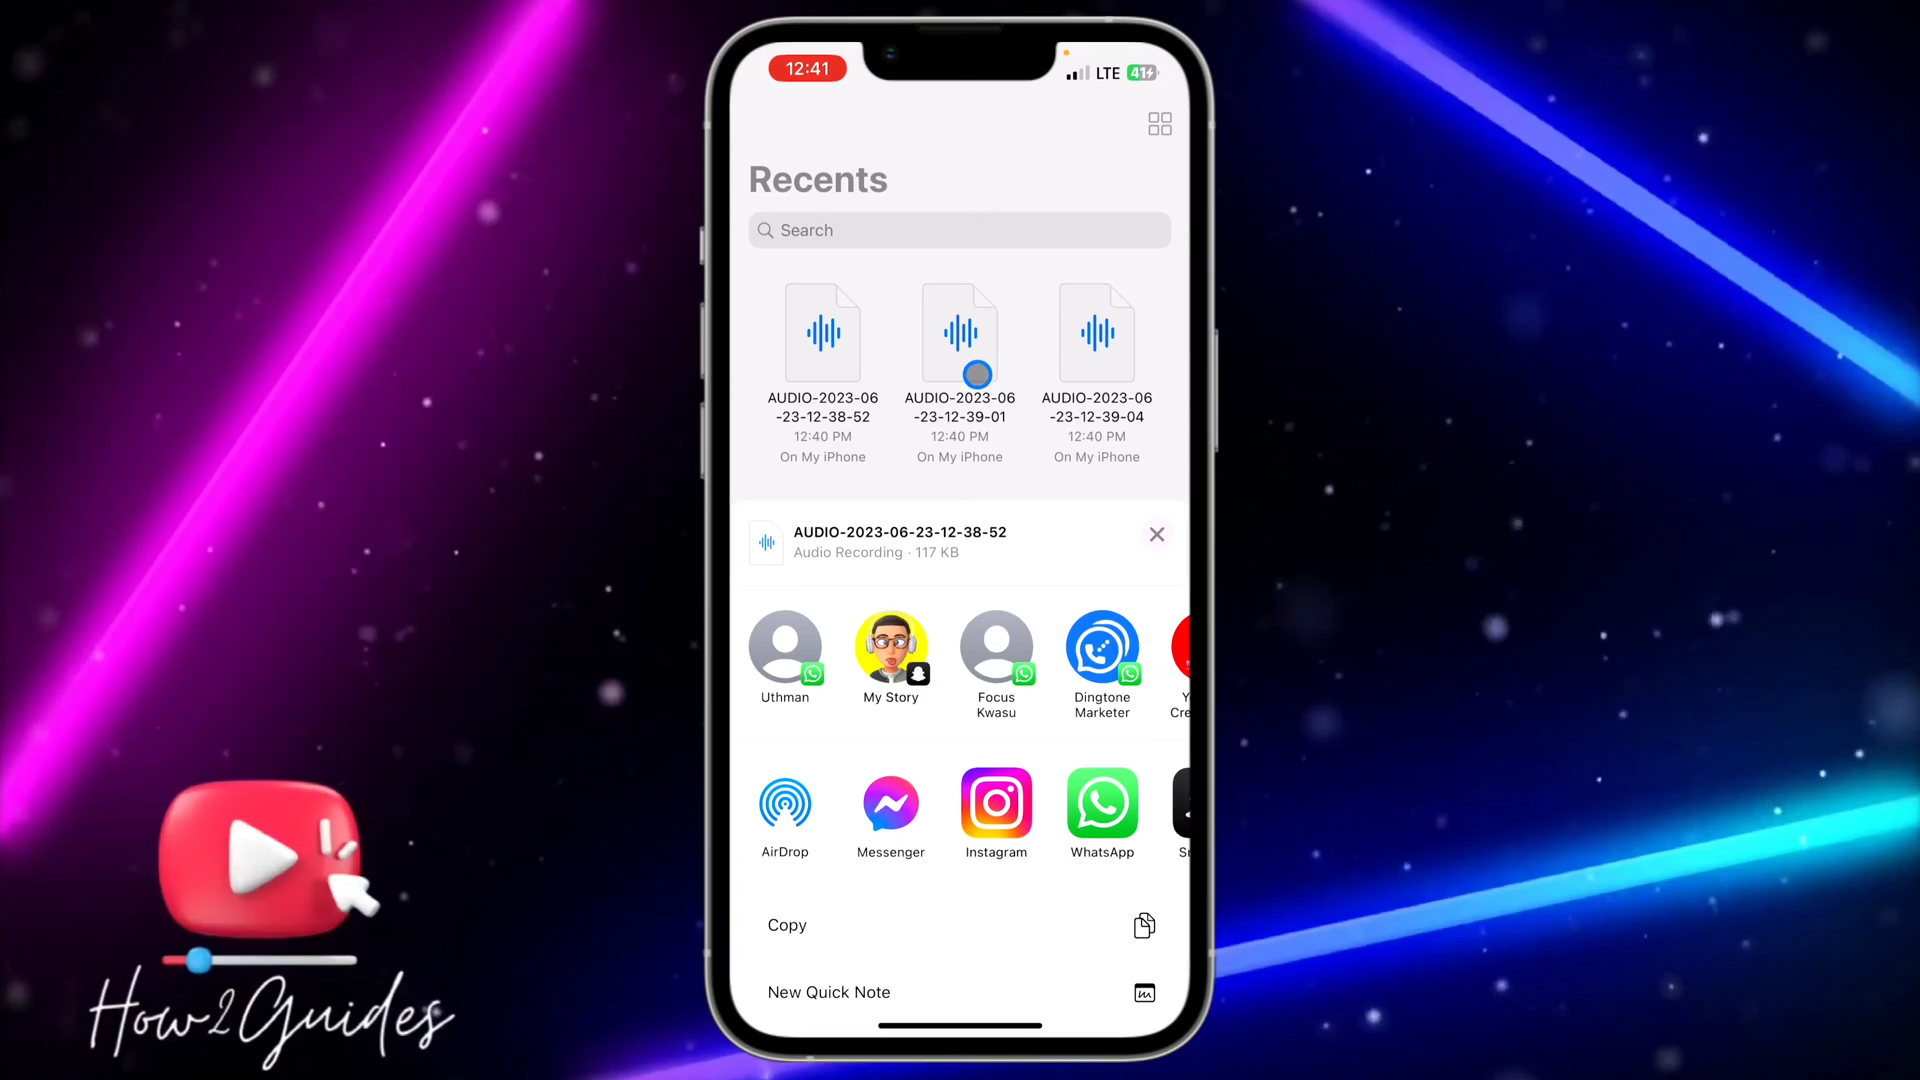 12:41
LTE 41
Recents
Search
AUDIO-2023-06
-23-12-38-52
12:40 PM
On My iPhone
AUDIO-2023-06
-23-12-39-01
12:40 PM
On My iPhone
AUDIO-2023-06
-23-12-39-04
12:40 PM
On My iPhone
AUDIO-2023-06-23-12-38-52
Audio Recording · 117 KB
Uthman
My Story
Focus
Kwasu
Dingtone
Marketer
Y
Cre
AirDrop
Messenger
Instagram
WhatsApp
Copy
New Quick Note
How2Guides